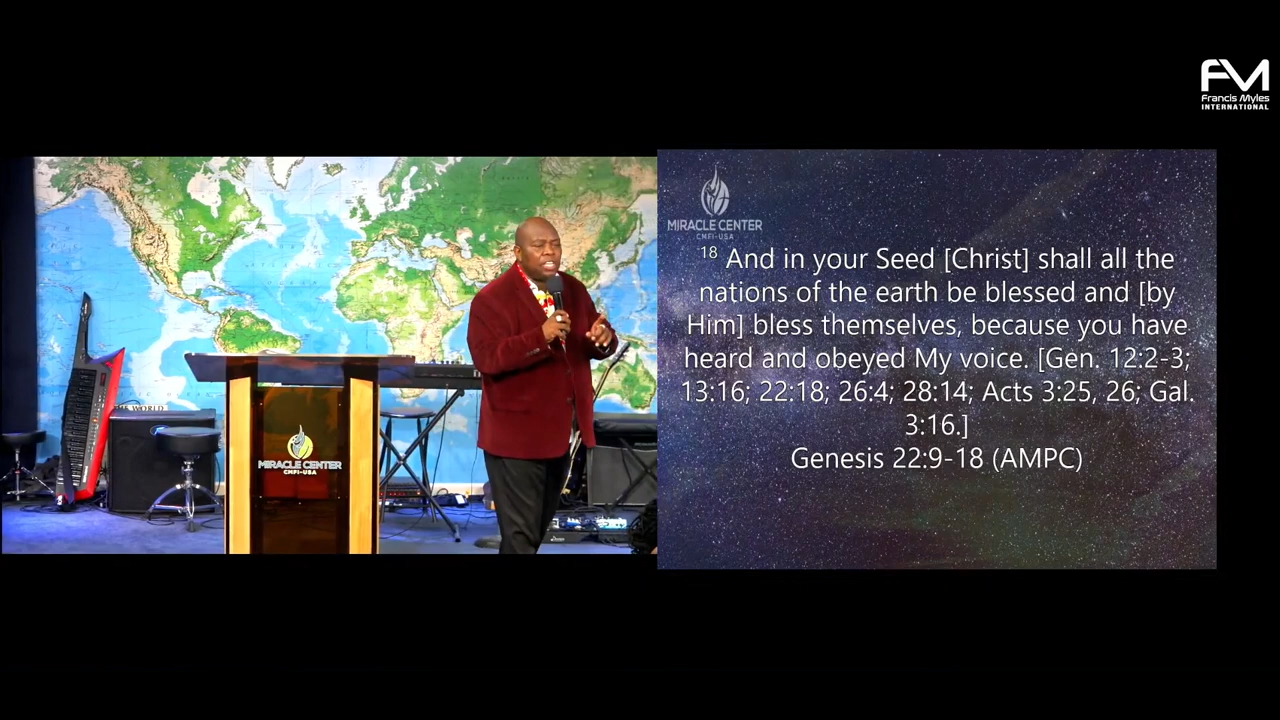 FM
Francis Myles
INTERNATIONAL
MIRACLE CENTER
CMFI-USA
18 And in your Seed [Christ] shall all the
nations of the earth be blessed and [by
Him] bless themselves, because you have
heard and obeyed My voice. [Gen. 12:2-3;
13:16; 22:18; 26:4; 28:14; Acts 3:25, 26; Gal.
3:16.]
Genesis 22:9-18 (AMPC)
THE WORLD
MIRACLE CENTER
CMFI-USA